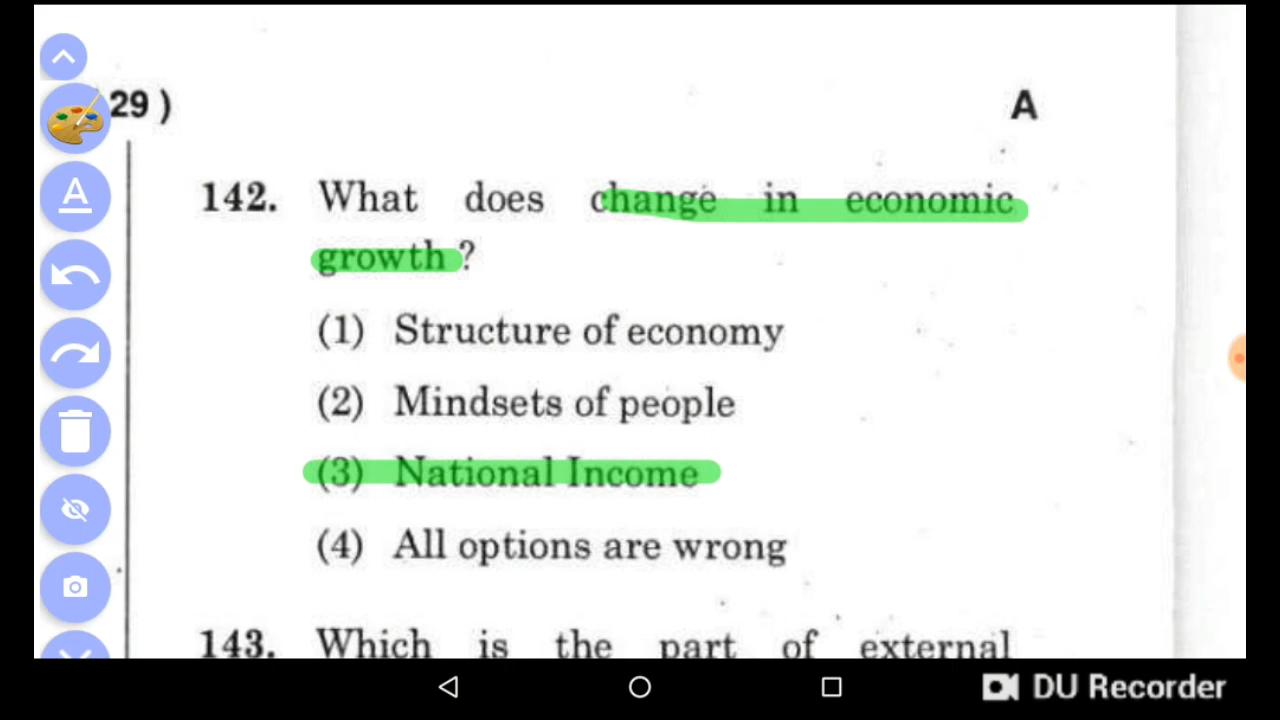 29 )
A
142. What does change in economic
growth ?
(1) Structure of economy
(2) Mindsets of people
(3) National Income
(4) All options are wrong
143. Which is the part of external
A
DU Recorder